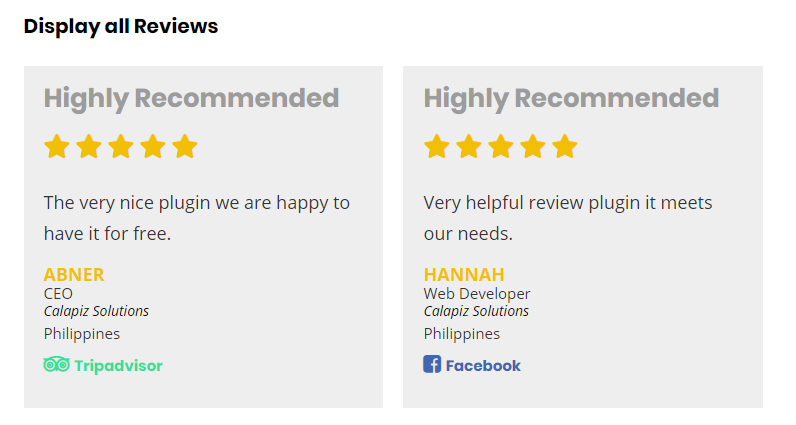 Display all Reviews
Highly Recommended
The very nice plugin we are happy to
have it for free.
ABNER
CEO
Calapiz Solutions
Philippines
Tripadvisor
Highly Recommended
Very helpful review plugin it meets
our needs.
HANNAH
Web Developer
Calapiz Solutions
Philippines
Facebook